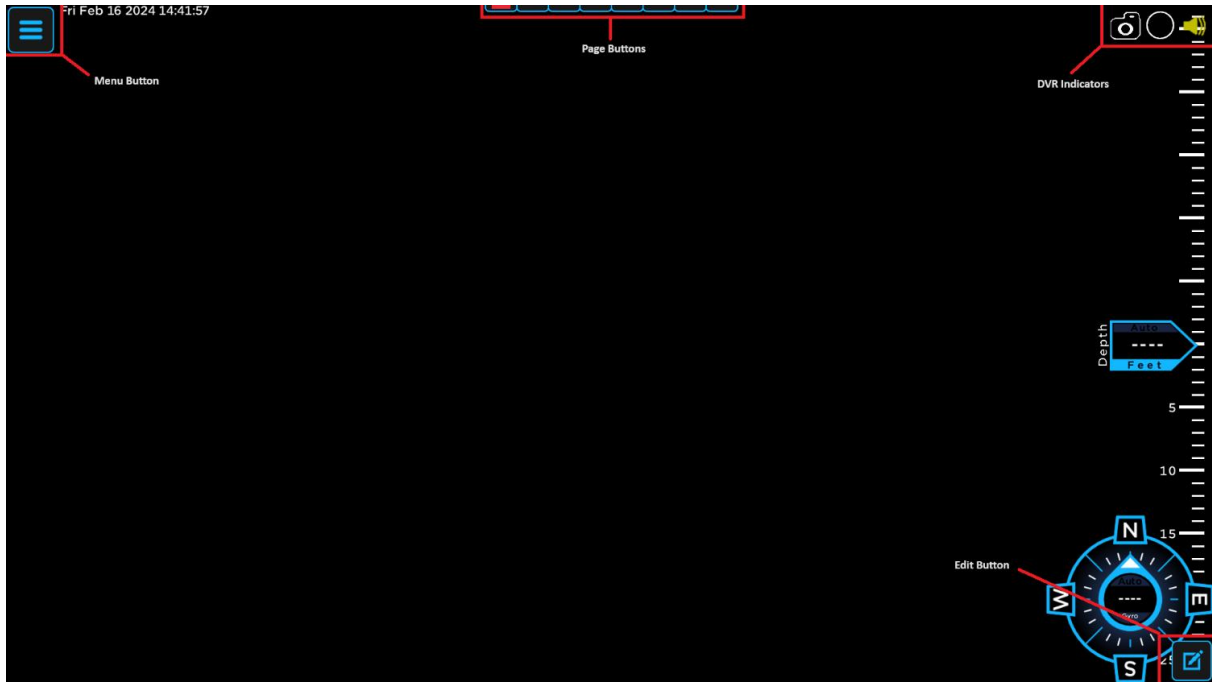 Fri Feb 16 2024 14:41:57
Page Buttons
Menu Button
DVR Indicators
Depth
Auto
----
Feet
5
10
15
N
W
E
S
Auto
----
Gyro
Edit Button
25